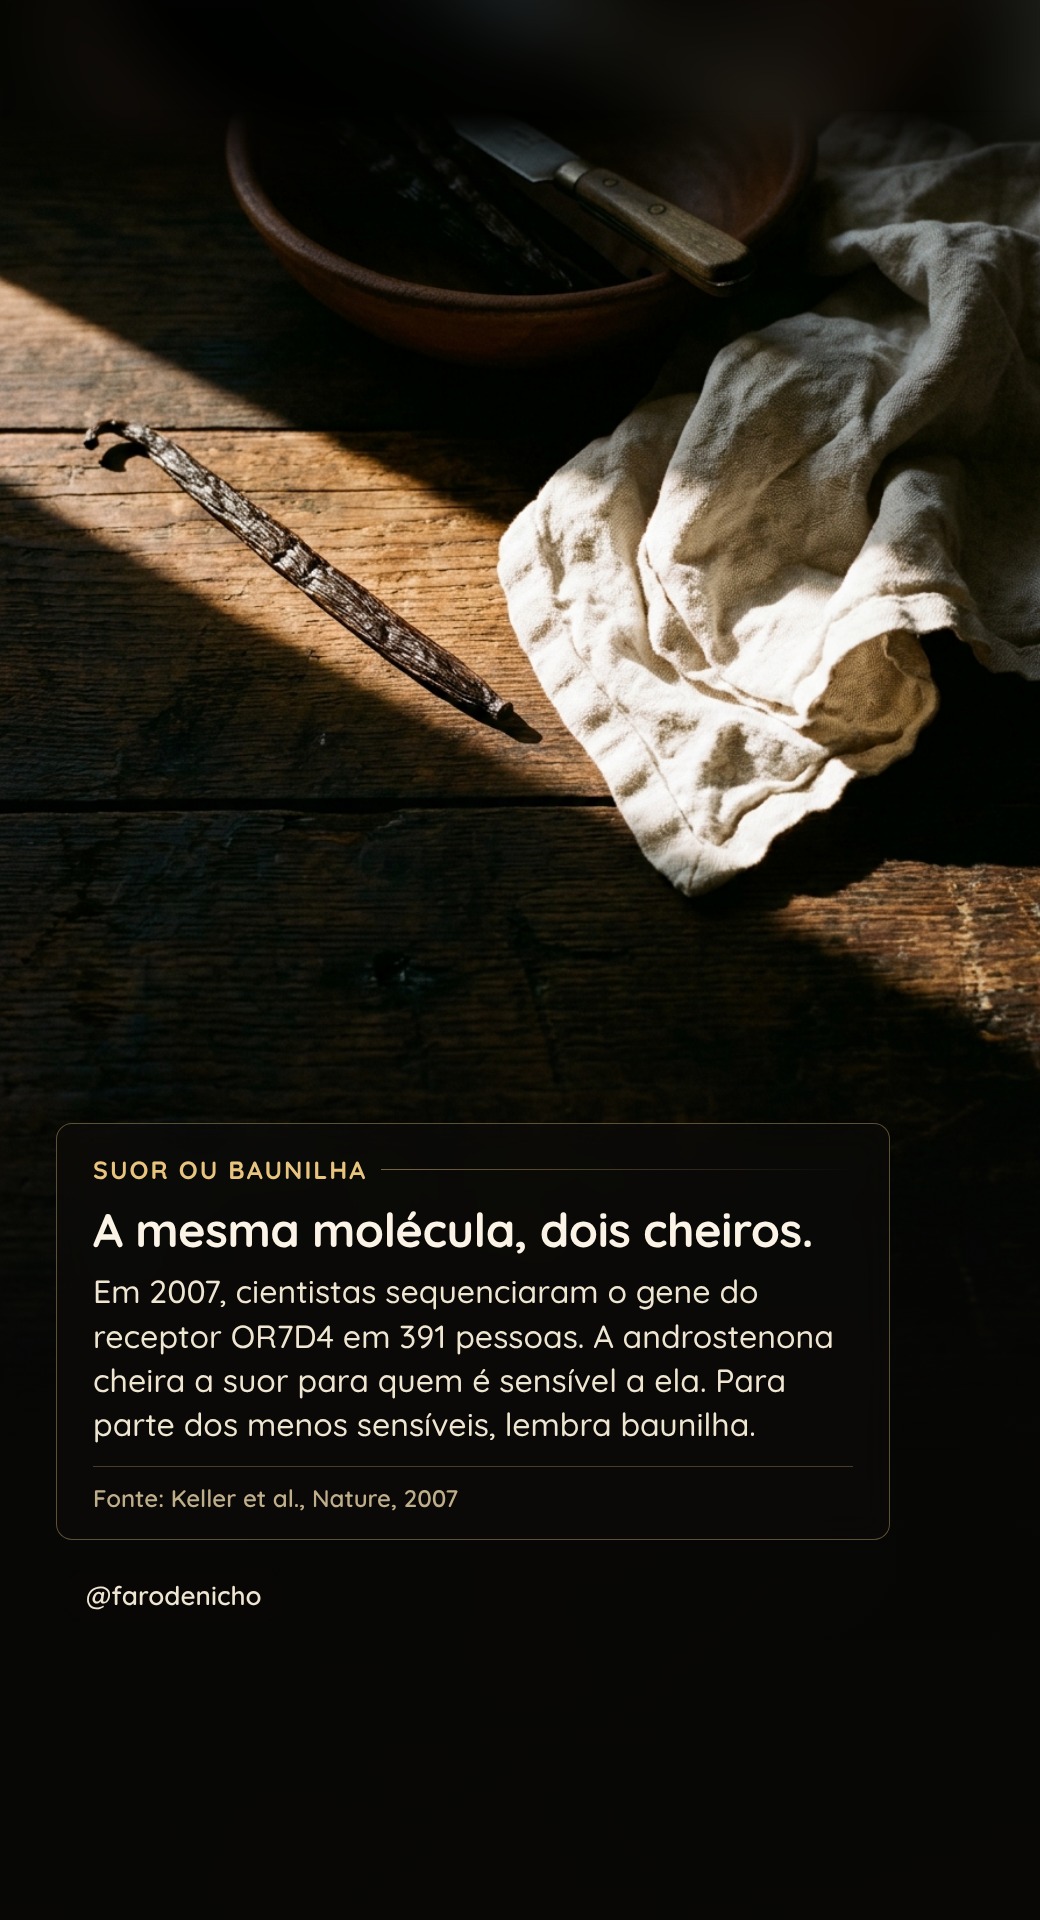 SUOR OU BAUNILHA
A mesma molécula, dois cheiros.
Em 2007, cientistas sequenciaram o gene do
receptor OR7D4 em 391 pessoas. A androstenona
cheira a suor para quem é sensível a ela. Para
parte dos menos sensíveis, lembra baunilha.
Fonte: Keller et al., Nature, 2007
@farodenicho